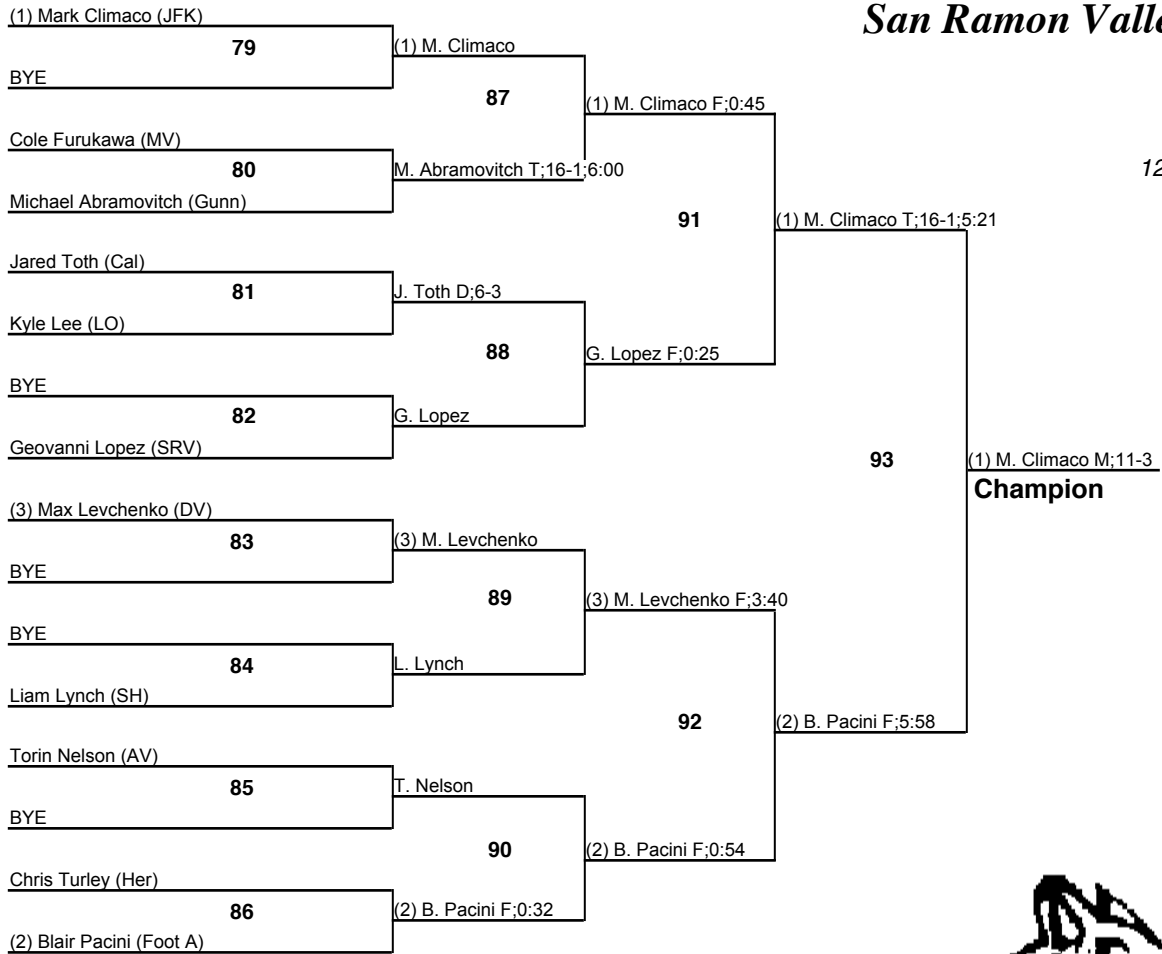 (1) Mark Climaco (JFK)
San Ramon Valle
79
(1) M. Climaco
BYE
87
(1) M. Climaco F;0:45
Cole Furukawa (MV)
80
M. Abramovitch T;16-1;6:00
12
Michael Abramovitch (Gunn)
91
(1) M. Climaco T;16-1;5:21
Jared Toth (Cal)
81
J. Toth D;6-3
Kyle Lee (LO)
88
G. Lopez F;0:25
BYE
82
G. Lopez
Geovanni Lopez (SRV)
93
(1) M. Climaco M;11-3
Champion
(3) Max Levchenko (DV)
83
(3) M. Levchenko
BYE
89
(3) M. Levchenko F;3:40
BYE
84
L. Lynch
Liam Lynch (SH)
92
(2) B. Pacini F;5:58
Torin Nelson (AV)
85
T. Nelson
BYE
90
(2) B. Pacini F;0:54
Chris Turley (Her)
86
(2) B. Pacini F;0:32
(2) Blair Pacini (Foot A)